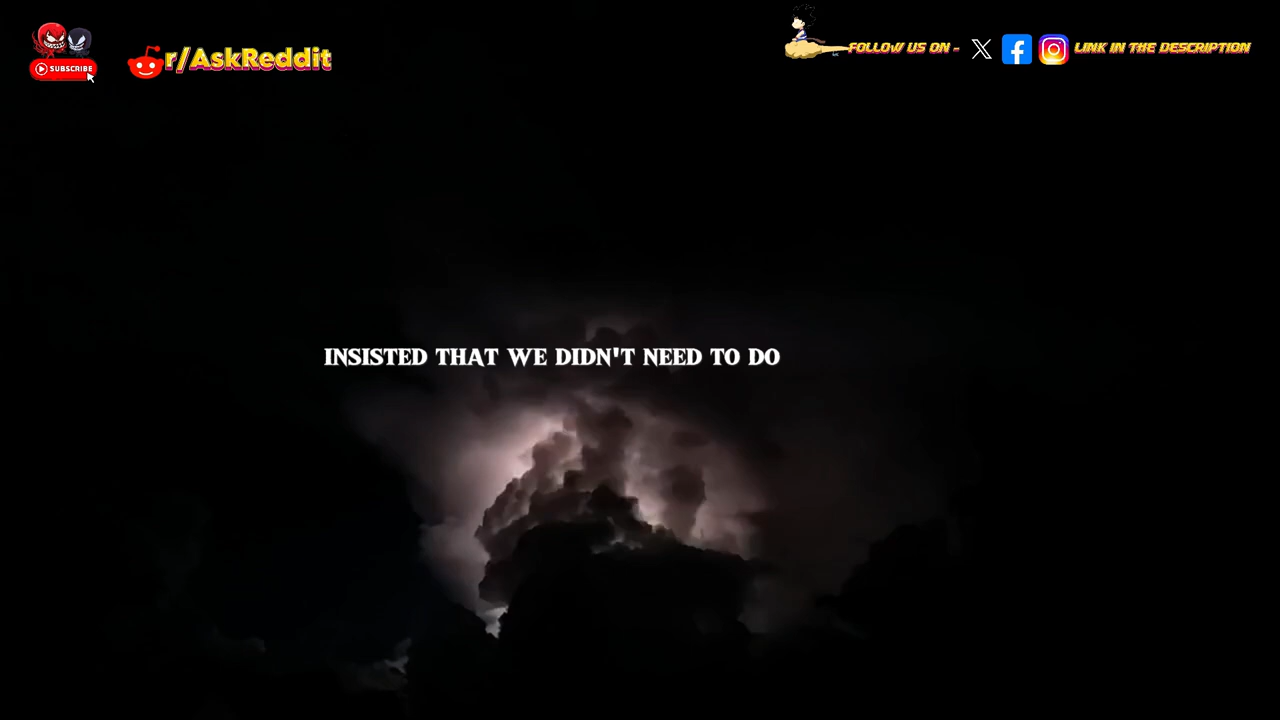 SUBSCRIBE
r/AskReddit
FOLLOW US ON -
LINK IN THE DESCRIPTION
INSISTED THAT WE DIDN'T NEED TO DO